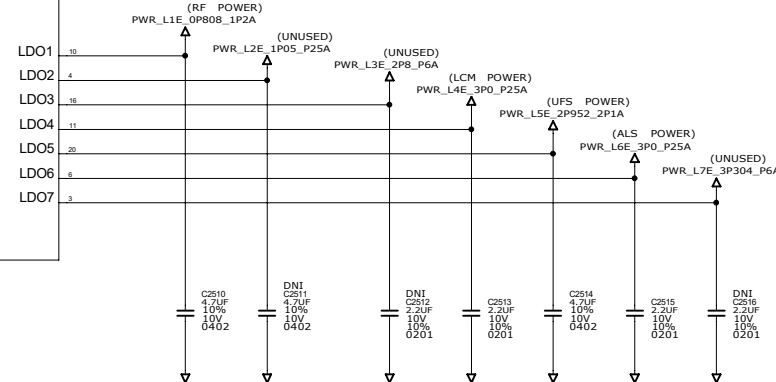 (RF POWER)
PWR_L1E_0P808_1P2A
(UNUSED)
PWR_L2E_1P05_P25A
(UNUSED)
PWR_L3E_2P8_P6A
(LCM POWER)
PWR_L4E_3P0_P25A
(UFS POWER)
PWR_L5E_2P952_2P1A
(ALS POWER)
PWR_L6E_3P0_P25A
(UNUSED)
PWR_L7E_3P304_P6A
LDO1 10
LDO2 4
LDO3 16
LDO4 11
LDO5 20
LDO6 6
LDO7 3
C2510
4.7UF
10%
10V
0402
DNI
C2511
4.7UF
10%
10V
0402
DNI
C2512
2.2UF
10V
10%
0201
C2513
2.2UF
10V
10%
0201
C2514
4.7UF
10%
10V
0402
C2515
2.2UF
10V
10%
0201
DNI
C2516
2.2UF
10V
10%
0201